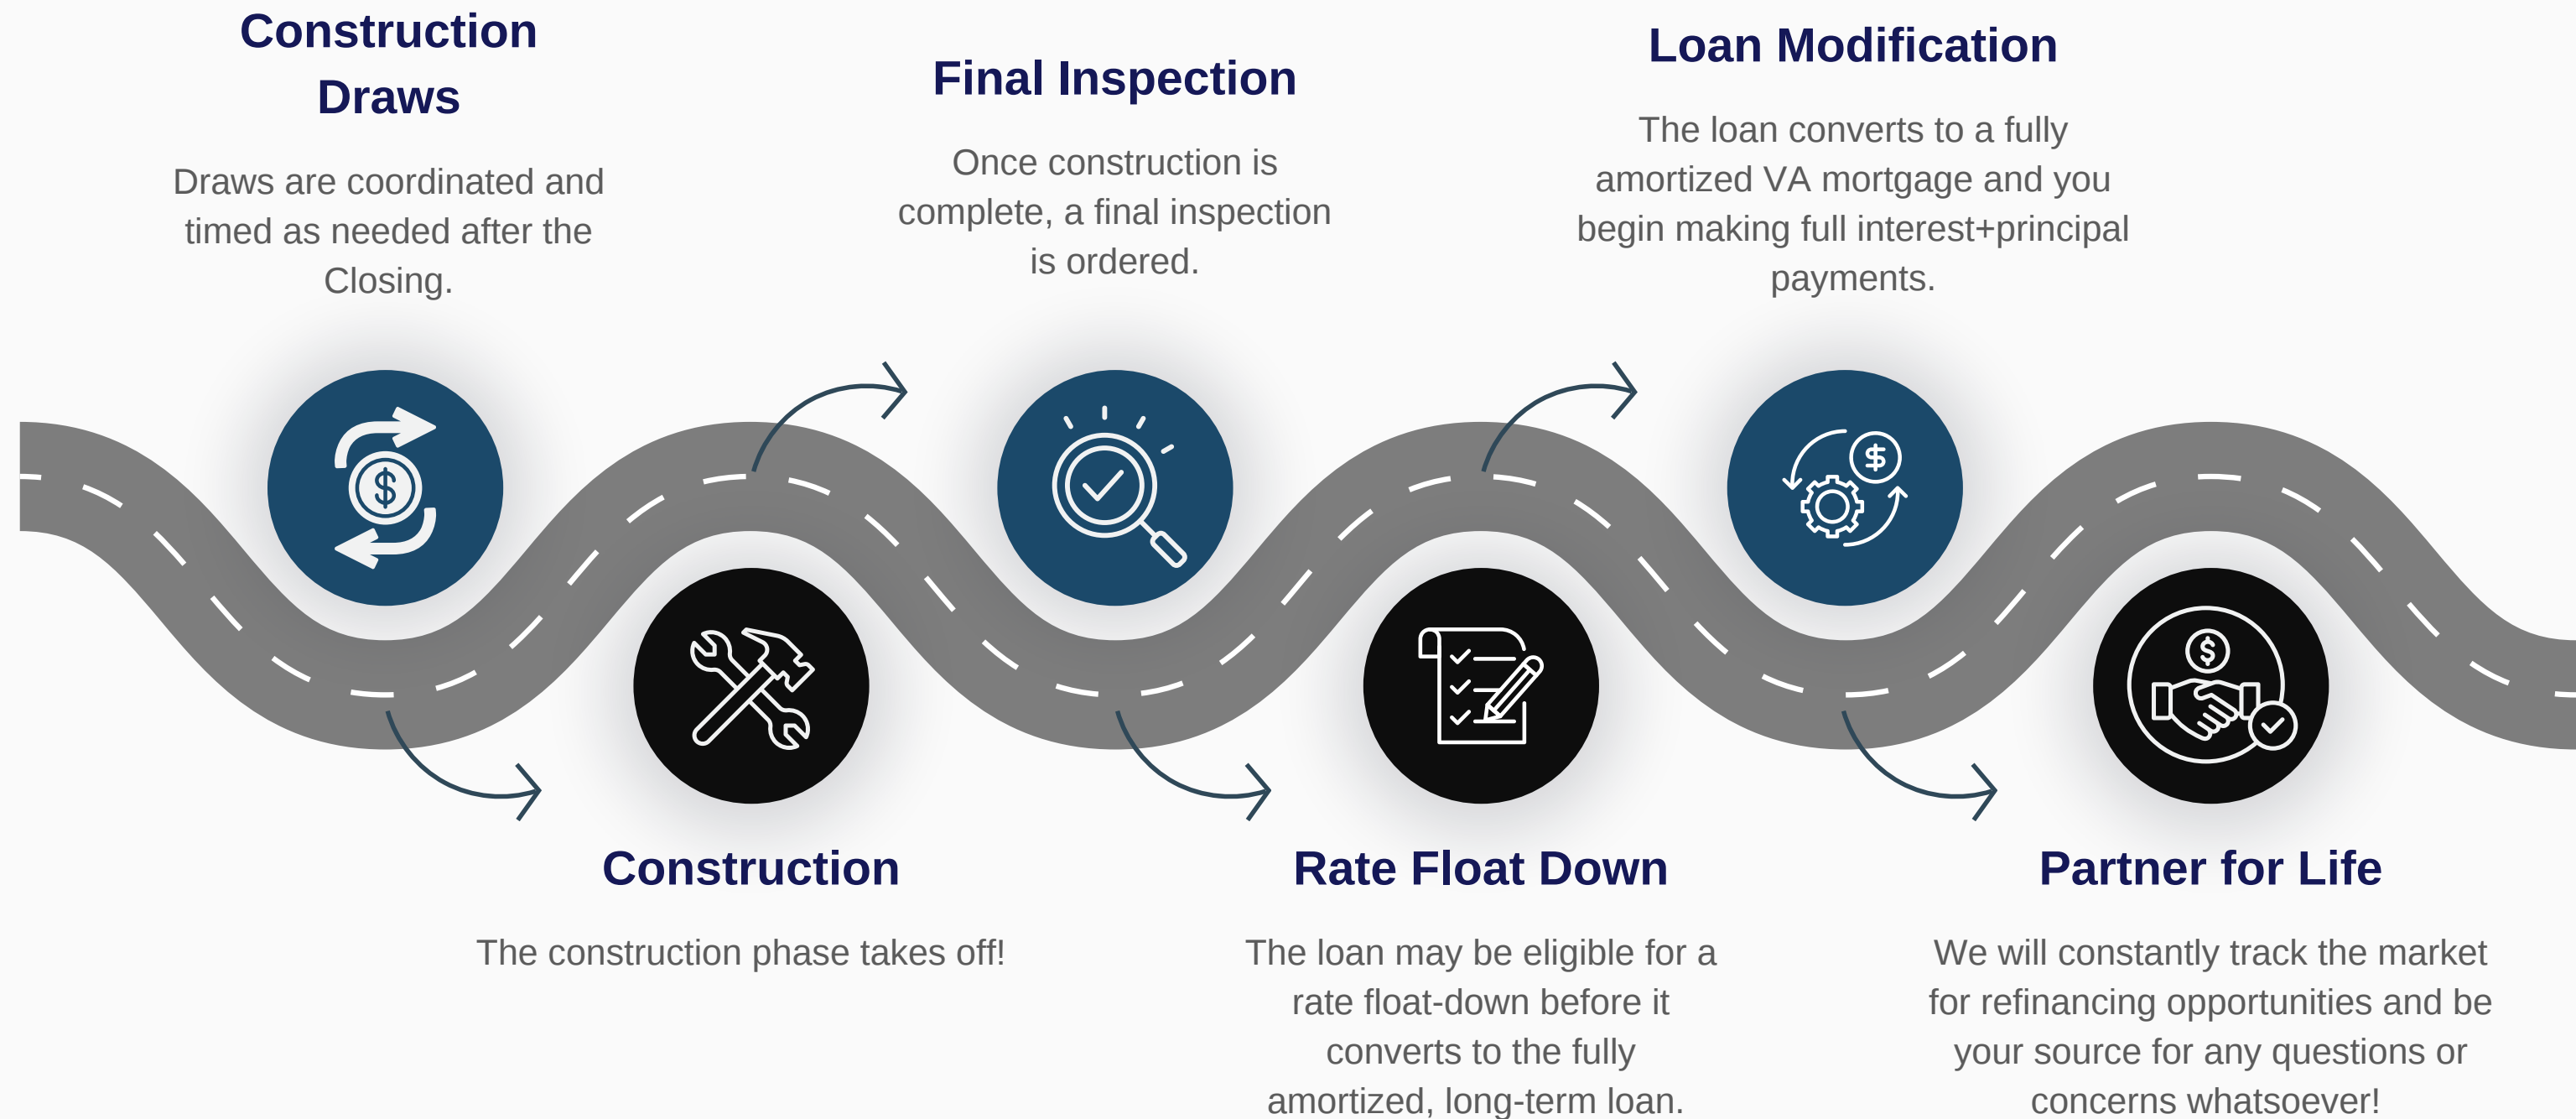 Construction
Draws
Draws are coordinated and
timed as needed after the
Closing.
Construction
The construction phase takes off!
Final Inspection
Once construction is
complete, a final inspection
is ordered.
Rate Float Down
The loan may be eligible for a
rate float-down before it
converts to the fully
amortized, long-term loan.
Loan Modification
The loan converts to a fully
amortized VA mortgage and you
begin making full interest+principal
payments.
Partner for Life
We will constantly track the market
for refinancing opportunities and be
your source for any questions or
concerns whatsoever!